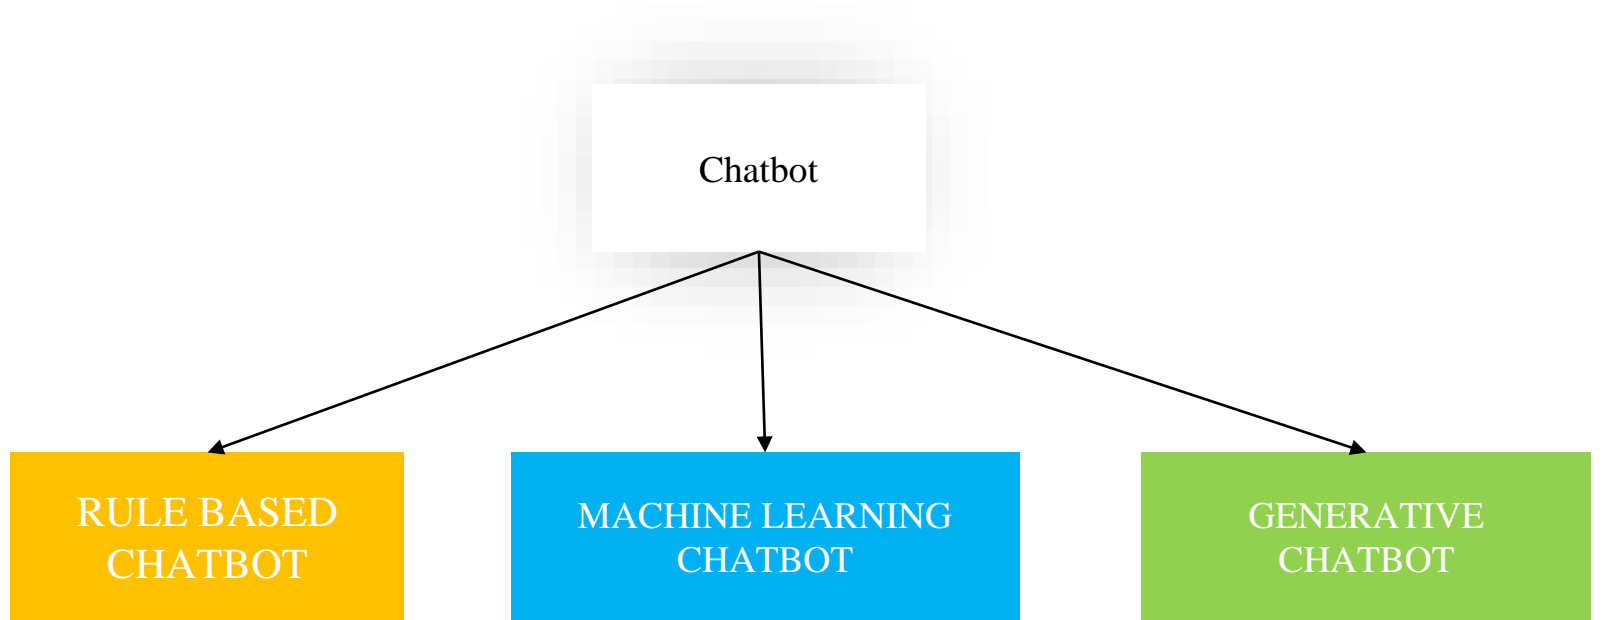 Chatbot
RULE BASED
CHATBOT
MACHINE LEARNING
CHATBOT
GENERATIVE
CHATBOT